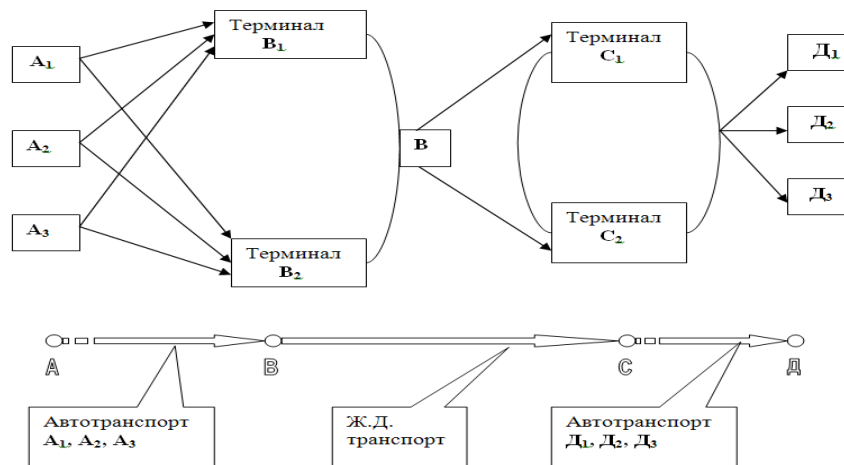 Терминал
В₁
Терминал
С₁
А₁
Д₁
А₂
В
Д₂
А₃
Д₃
Терминал
В₂
Терминал
С₂
А
В
С
Д
Автотранспорт
А₁, А₂, А₃
Ж.Д.
транспорт
Автотранспорт
Д₁, Д₂, Д₃